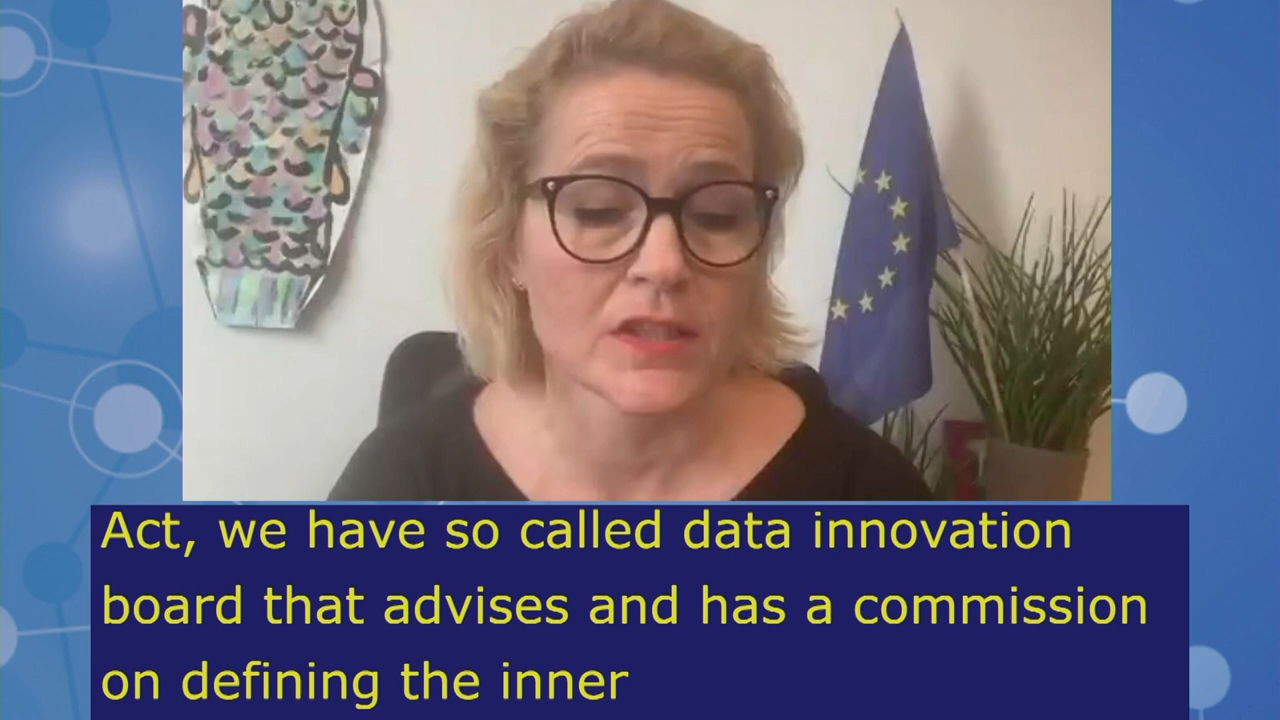 Act, we have so called data innovation
board that advises and has a commission
on defining the inner